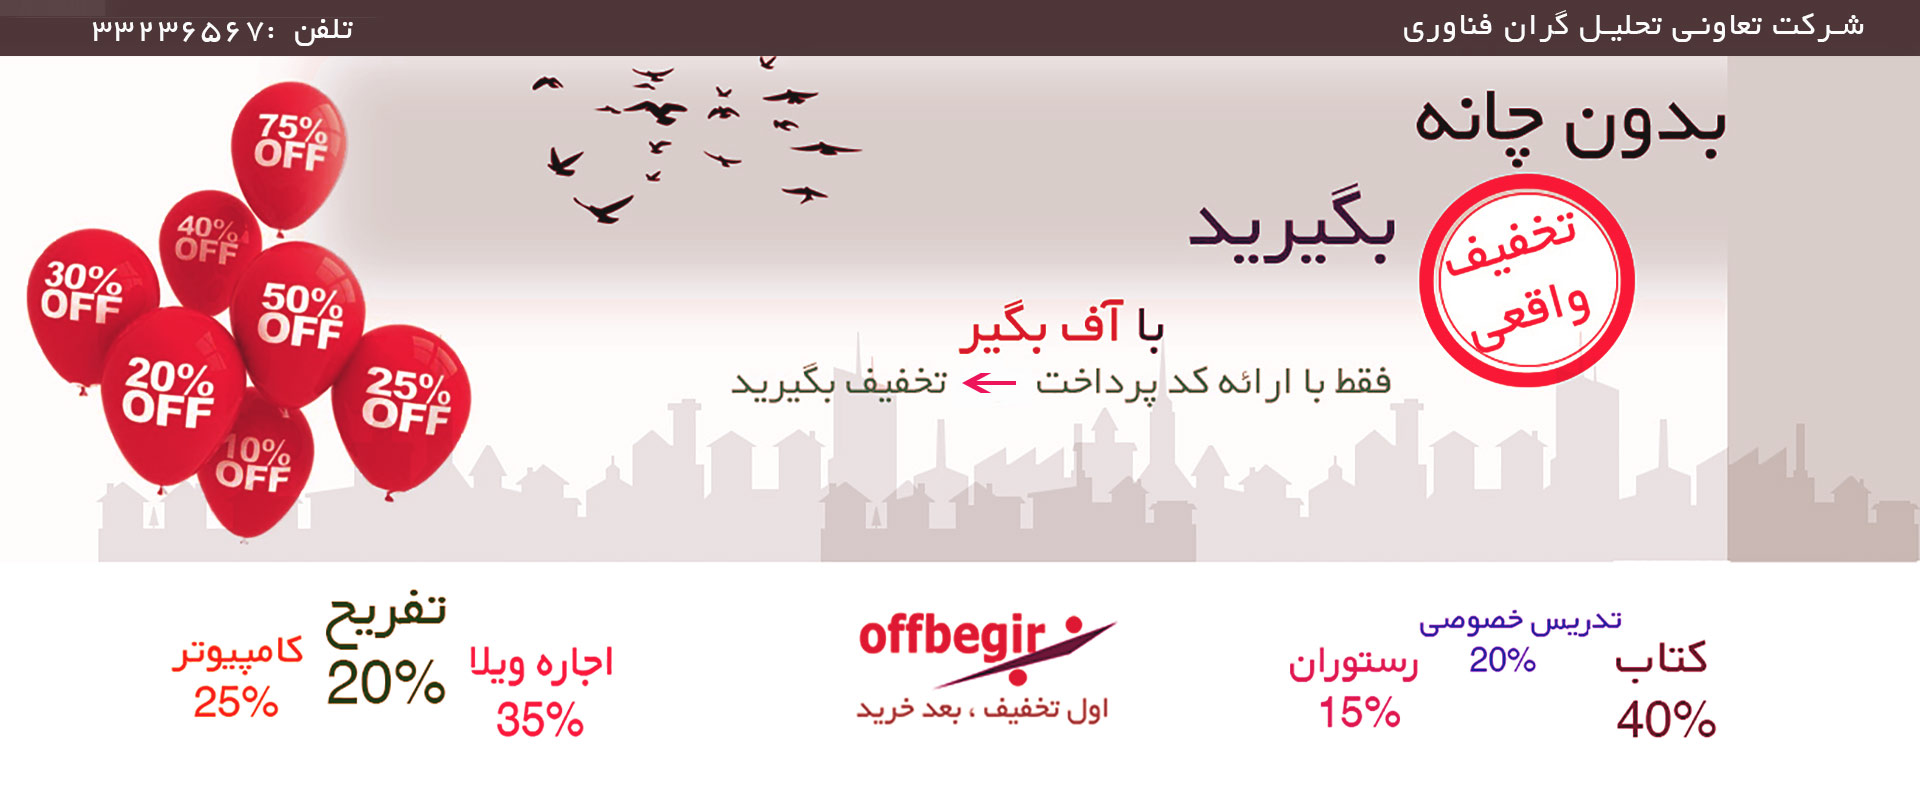 شرکت تعاونی تحلیل گران فناوری
تلفن :۳۳۲۳۶۵۶۷
بدون چانه
تخفیف
واقعی
بگیرید
با آف بگیر
فقط با ارائه کد پرداخت ← تخفیف بگیرید
75%
OFF
40%
OFF
30%
OFF
50%
OFF
20%
OFF
25%
OFF
10%
OFF
کتاب
40%
تدریس خصوصی
20%
رستوران
15%
offbegir
اول تخفیف ، بعد خرید
اجاره ویلا
35%
تفریح
20%
کامپیوتر
25%